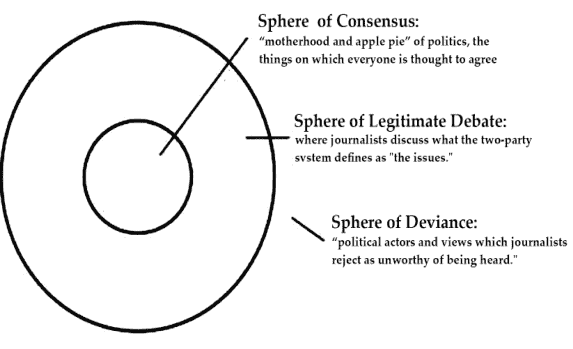 Sphere of Consensus:
“motherhood and apple pie” of politics, the
things on which everyone is thought to agree
Sphere of Legitimate Debate:
where journalists discuss what the two-party
system defines as "the issues."
Sphere of Deviance:
“political actors and views which journalists
reject as unworthy of being heard."